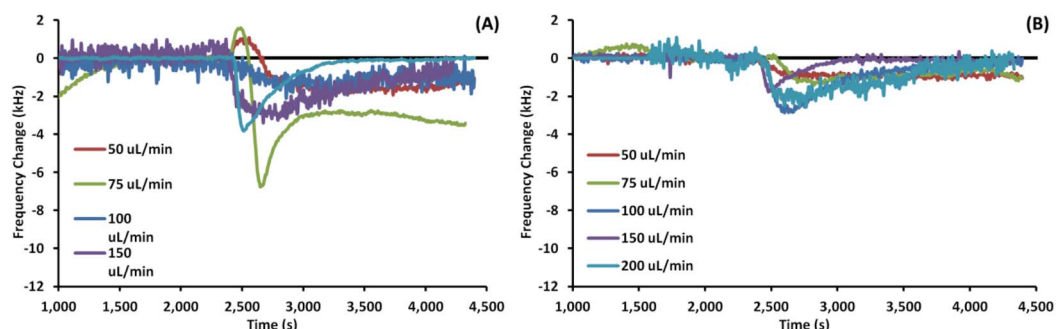 (A)
2
0
-2
-4
-6
-8
-10
-12
Frequency Change (kHz)
50 uL/min
75 uL/min
100
uL/min
150
uL/min
1,000 1,500 2,000 2,500 3,000 3,500 4,000 4,500
Time (s)
(B)
2
0
-2
-4
-6
-8
-10
-12
Frequency Change (kHz)
50 uL/min
75 uL/min
100 uL/min
150 uL/min
200 uL/min
1,000 1,500 2,000 2,500 3,000 3,500 4,000 4,500
Time (s)